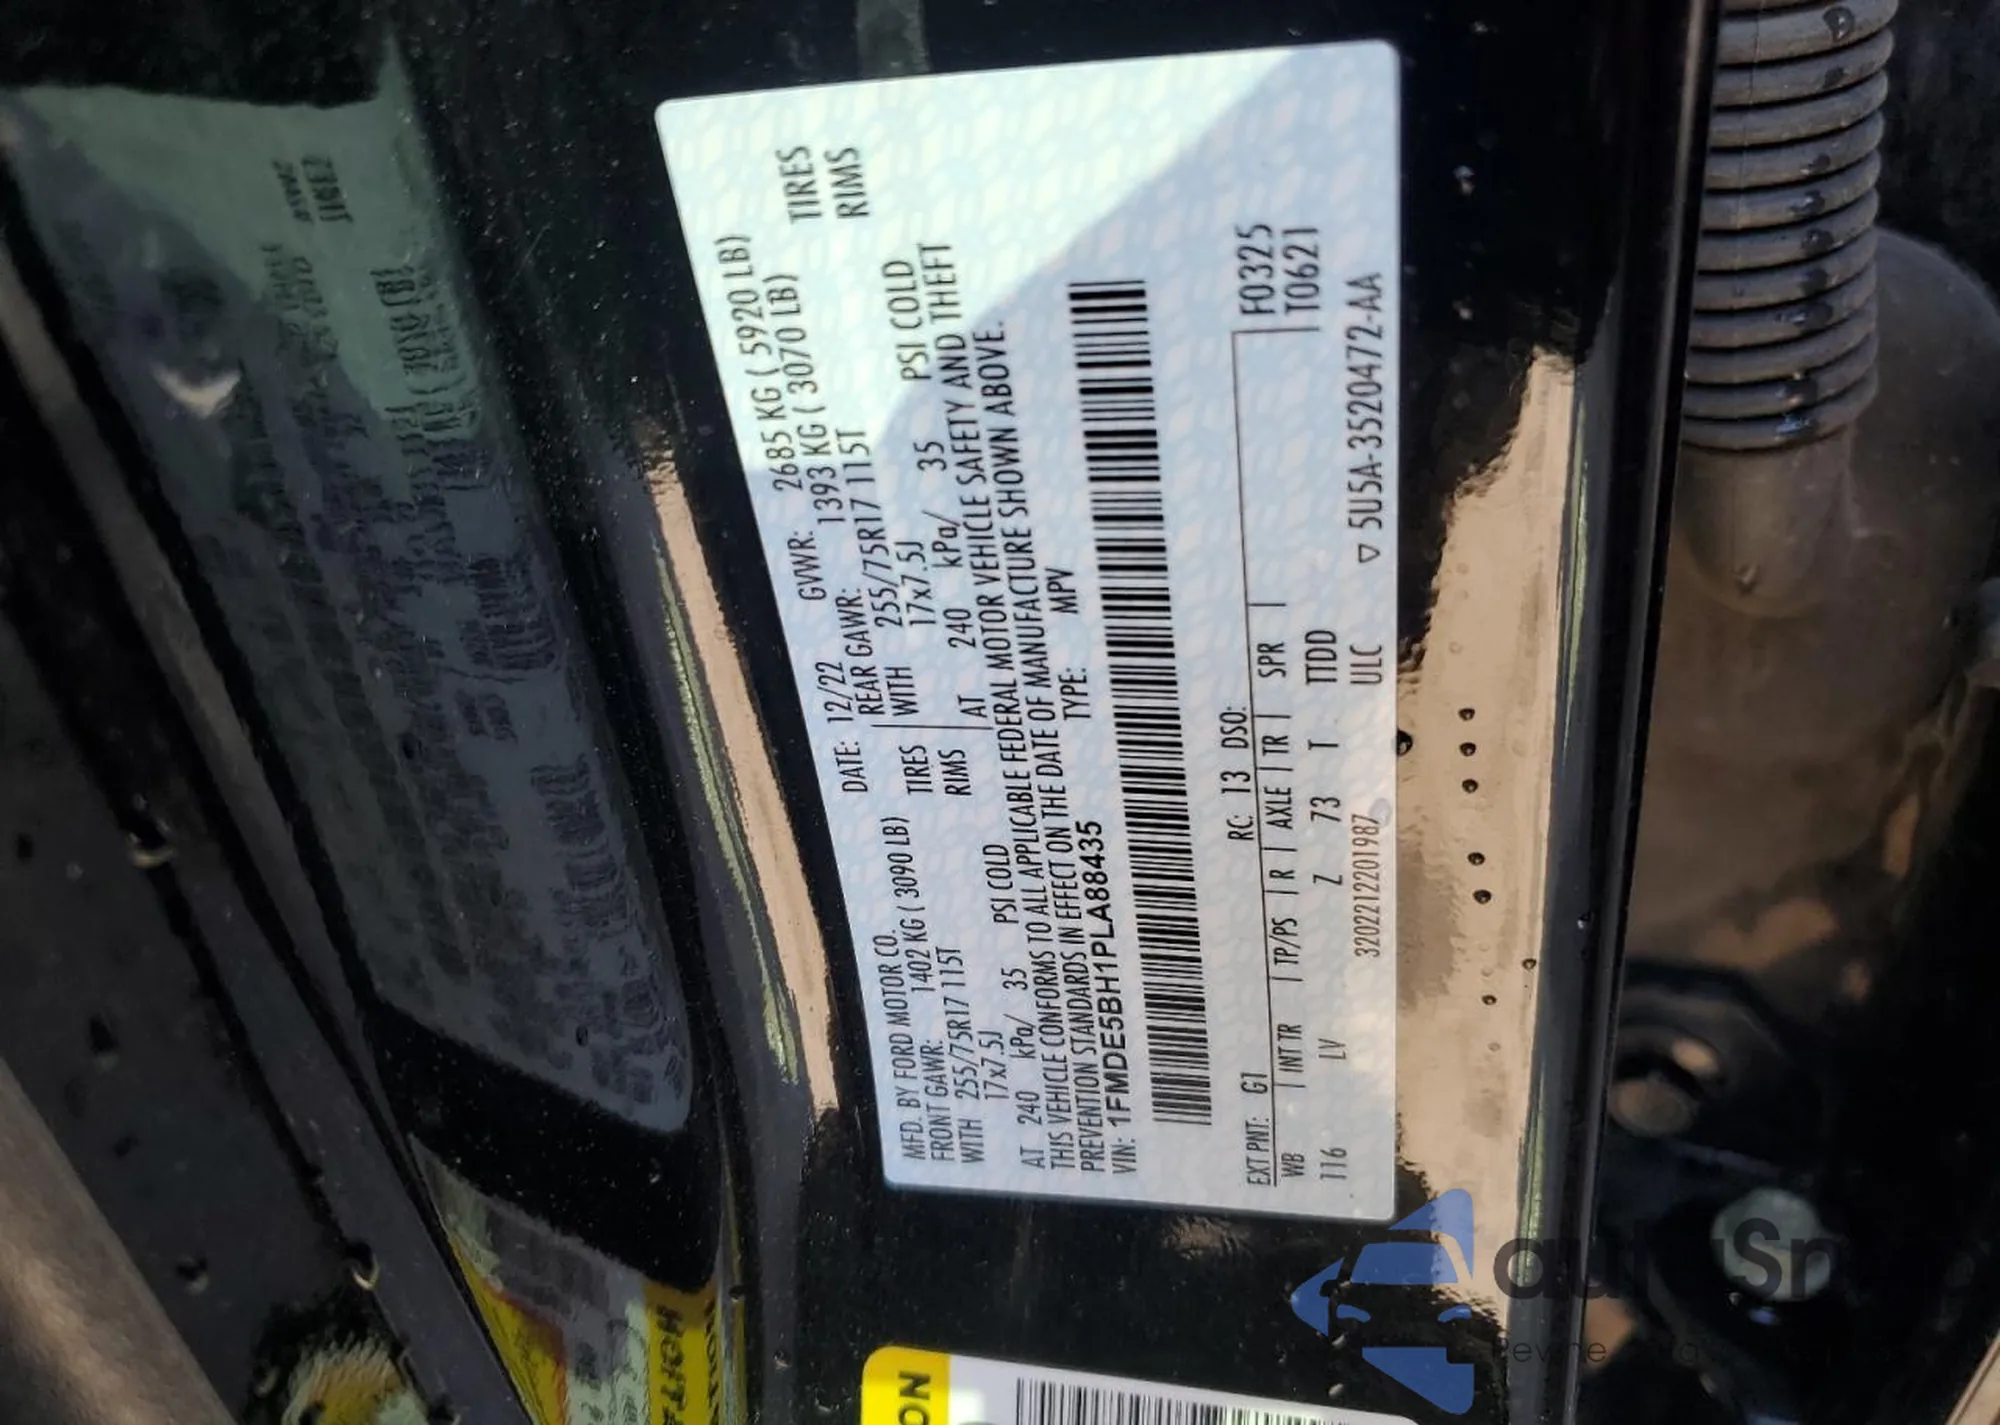 MFD. BY FORD MOTOR CO.
DATE: 12/22 GVWR: 2685 KG ( 5920 LB)
FRONT GAWR: 1402 KG ( 3090 LB) REAR GAWR: 1393 KG ( 3070 LB)
WITH 255/75R17 115T TIRES WITH 255/75R17 115T TIRES
17x7.5J RIMS 17x7.5J RIMS
AT 240 kPa/ 35 PSI COLD AT 240 kPa/ 35 PSI COLD
THIS VEHICLE CONFORMS TO ALL APPLICABLE FEDERAL MOTOR VEHICLE SAFETY AND THEFT
PREVENTION STANDARDS IN EFFECT ON THE DATE OF MANUFACTURE SHOWN ABOVE.
VIN: 1FMDE5BH1PLA88435 TYPE: MPV
EXT PNT: G1 RC: 13 DSO: F0325
WB INT TR TP/PS R AXLE TR SPR T0621
116 LV Z 73 T TTDD
3202212201987 ULC ▽ 5U5A-3520472-AA